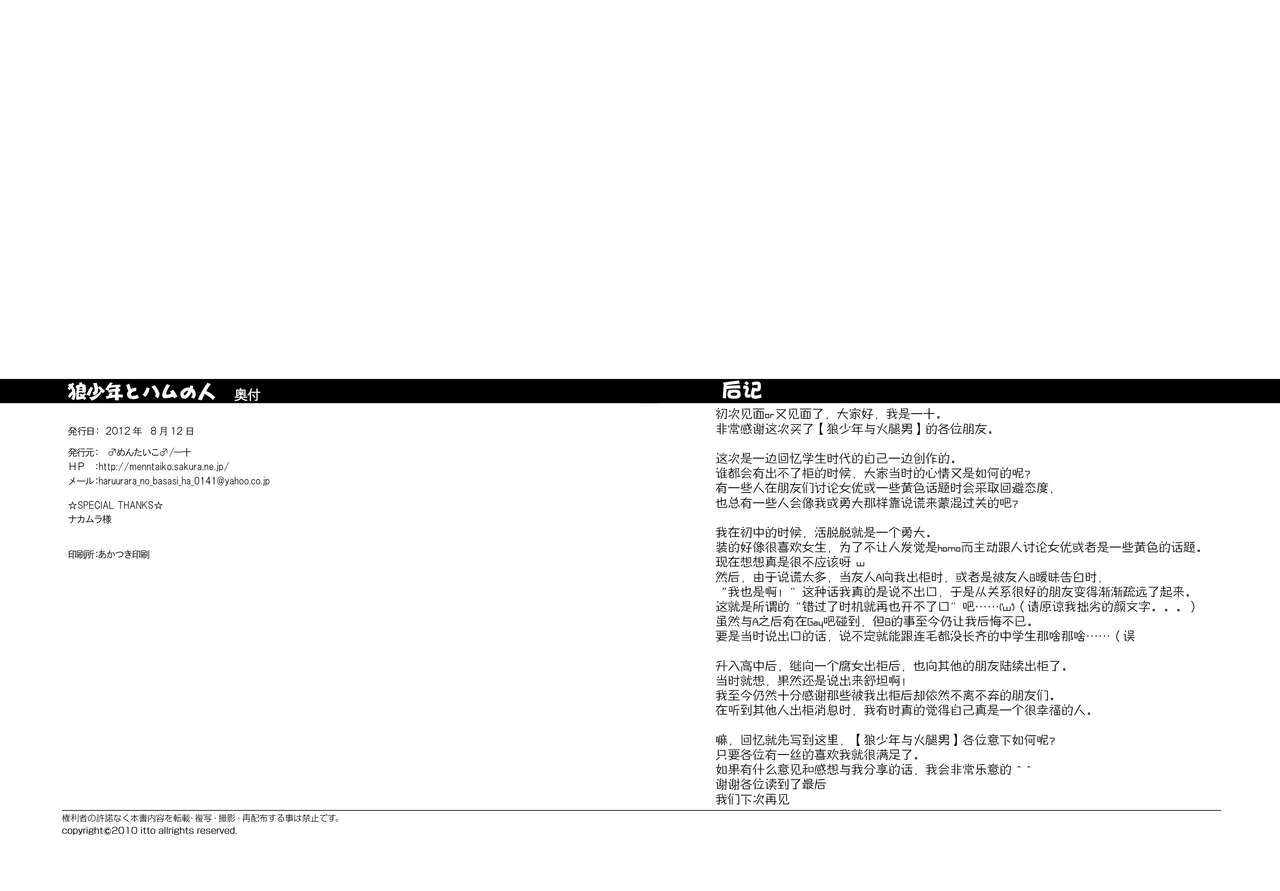 狼少年とハムの人　奥付
発行日：　2012 年　8 月 12 日
発行元：　♂めんたいこ♂/一十
ＨＰ　：http://menntaiko.sakura.ne.jp/
メール：haruurara_no_basasi_ha_0141@yahoo.co.jp
☆SPECIAL THANKS☆
ナカムラ様
印刷所：あかつき印刷
后记
初次见面or又见面了，大家好，我是一十。
非常感谢这次买了【狼少年与火腿男】的各位朋友。
这次是一边回忆学生时代的自己一边创作的。
谁都会有出不了柜的时候，大家当时的心情又是如何的呢？
有一些人在朋友们讨论女优或一些黄色话题时会采取回避态度，
也总有一些人会像我或勇大那样靠说谎来蒙混过关的吧？
我在初中的时候，活脱脱就是一个勇大。
装的好像很喜欢女生，为了不让人发觉是homo而主动跟人讨论女优或者是一些黄色的话题。
现在想想真是很不应该呀 w
然后，由于说谎太多，当友人A向我出柜时，或者是被友人B暧昧告白时，
“我也是啊！”这种话我真的是说不出口，于是从关系很好的朋友变得渐渐疏远了起来。
这就是所谓的“错过了时机就再也开不了口”吧……(ω)（请原谅我拙劣的颜文字。。。）
虽然与A之后有在Gay吧碰到，但B的事至今仍让我后悔不已。
要是当时说出口的话，说不定就能跟连毛都没长齐的中学生那啥那啥……（误
升入高中后，继向一个腐女出柜后，也向其他的朋友陆续出柜了。
当时就想，果然还是说出来舒坦啊！
我至今仍然十分感谢那些被我出柜后却依然不离不弃的朋友们。
在听到其他人出柜消息时，我有时真的觉得自己真是一个很幸福的人。
嘛，回忆就先写到这里，【狼少年与火腿男】各位意下如何呢？
只要各位有一丝的喜欢我就很满足了。
如果有什么意见和感想与我分享的话，我会非常乐意的＾＾
谢谢各位读到了最后
我们下次再见
権利者の許諾なく本書内容を転載・複写・撮影・再配布する事は禁止です。
copyright©2010 itto allrights reserved.